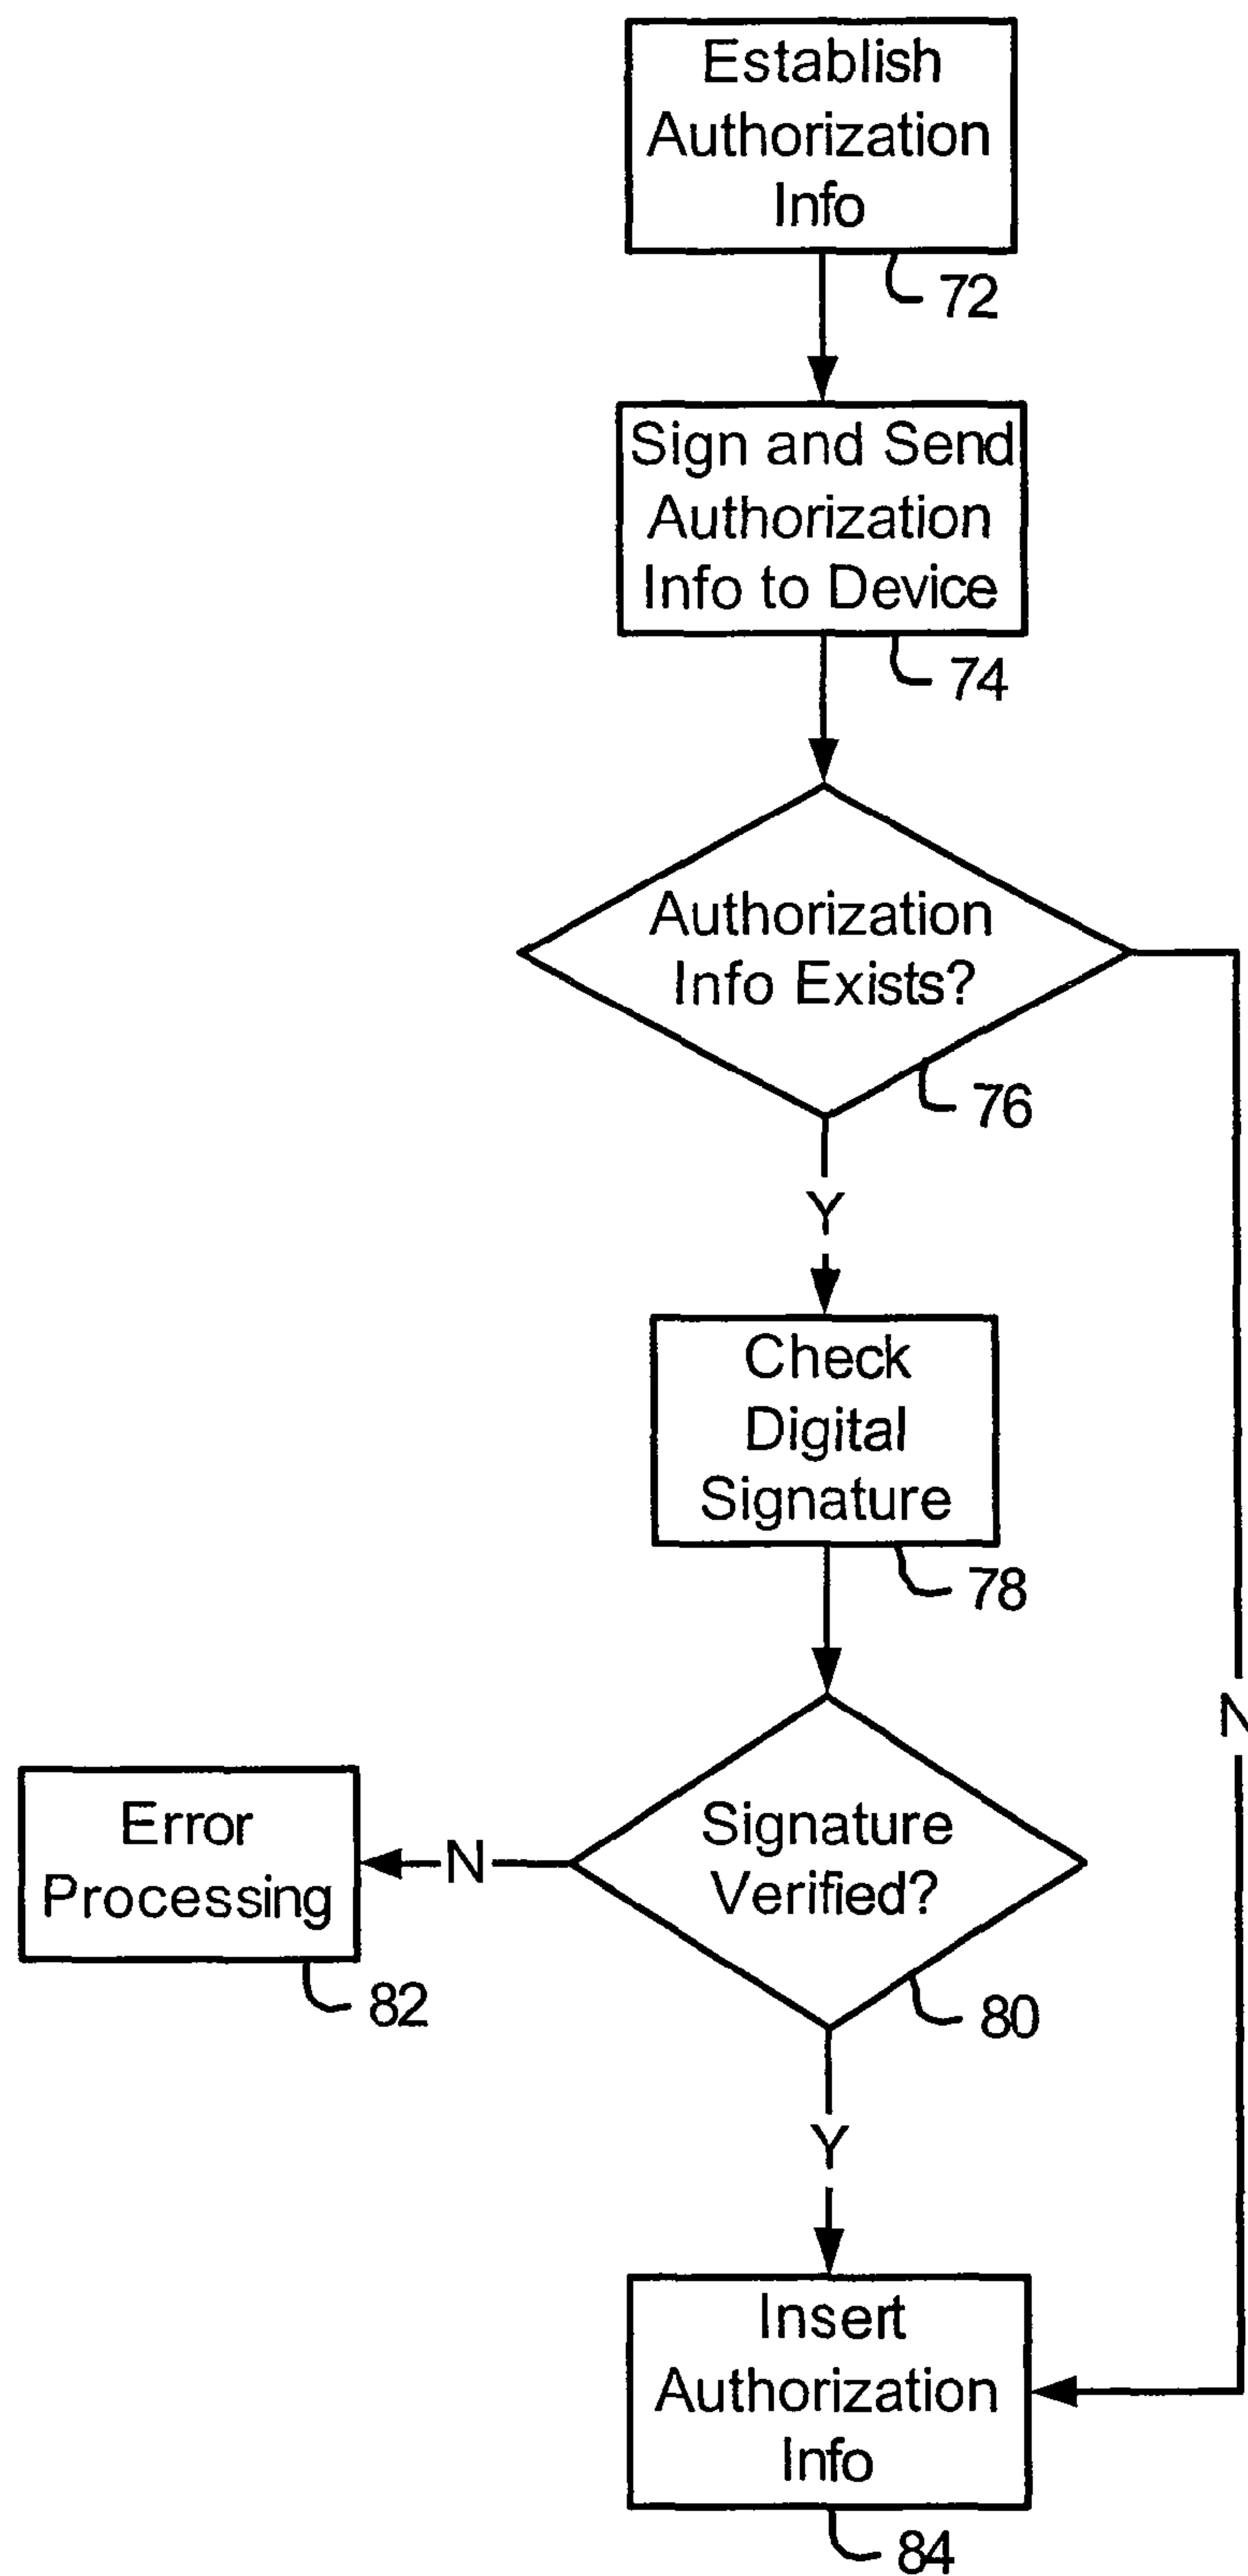 Establish
Authorization
Info
72
Sign and Send
Authorization
Info to Device
74
Authorization
Info Exists?
76
Y
Check
Digital
Signature
78
N
Signature
Verified?
80
N
Error
Processing
82
Y
Insert
Authorization
Info
84